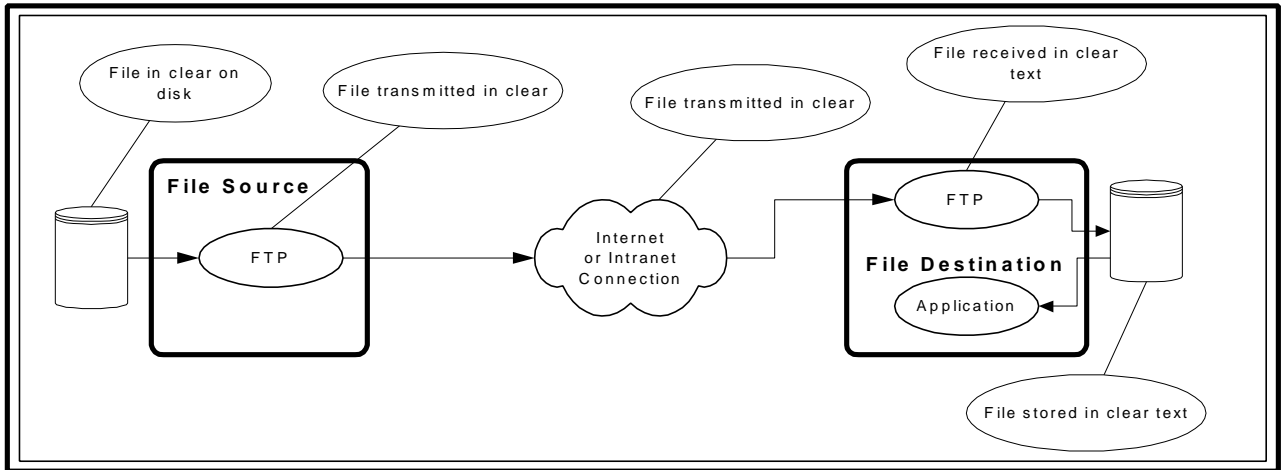 File in clear on
disk
File transmitted in clear
File transmitted in clear
File received in clear
text
File Source
FTP
Internet
or Intranet
Connection
FTP
File Destination
Application
File stored in clear text